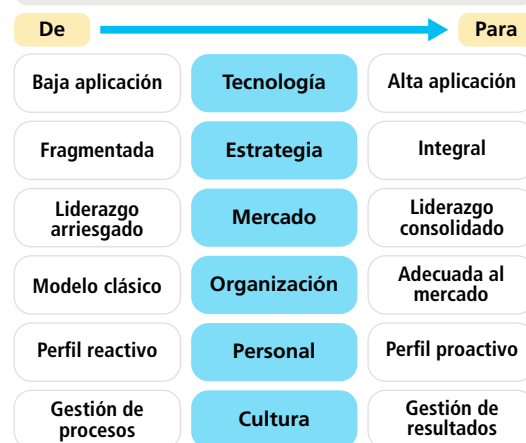 De
Para
Baja aplicación
Tecnología
Alta aplicación
Fragmentada
Estrategia
Integral
Liderazgo
arriesgado
Mercado
Liderazgo
consolidado
Modelo clásico
Organización
Adecuada al
mercado
Perfil reactivo
Personal
Perfil proactivo
Gestión de
procesos
Cultura
Gestión de
resultados